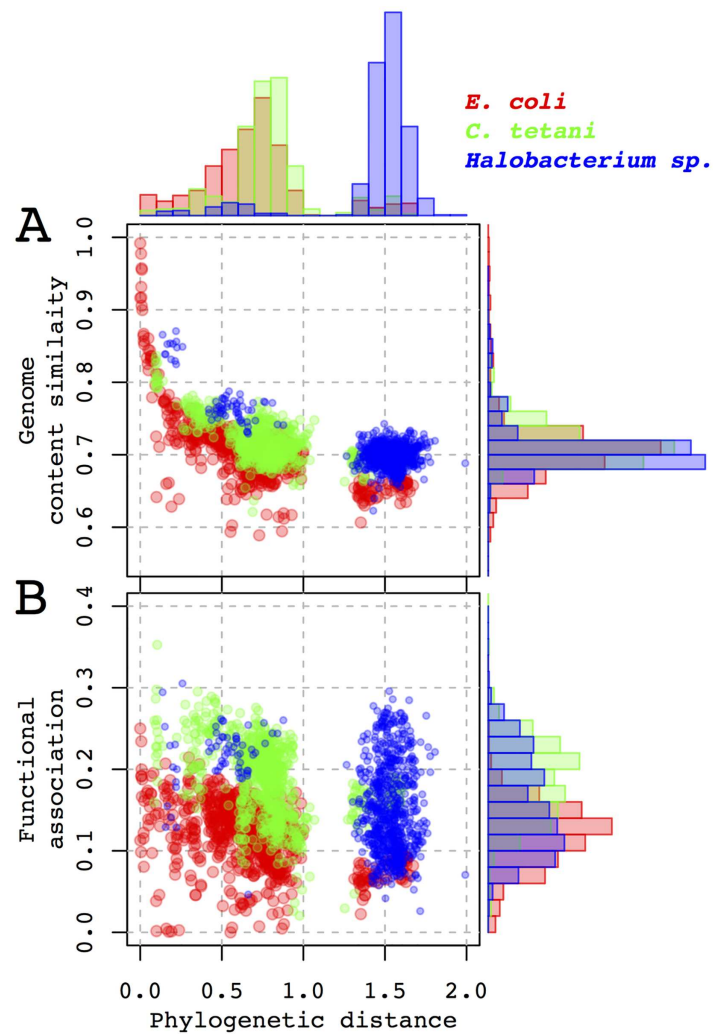 E. coli
C. tetani
Halobacterium sp.
A
Genome
content similaity
1.0
0.9
0.8
0.7
0.6
B
Functional
association
0.4
0.3
0.2
0.1
0.0
0.0 0.5 1.0 1.5 2.0
Phylogenetic distance